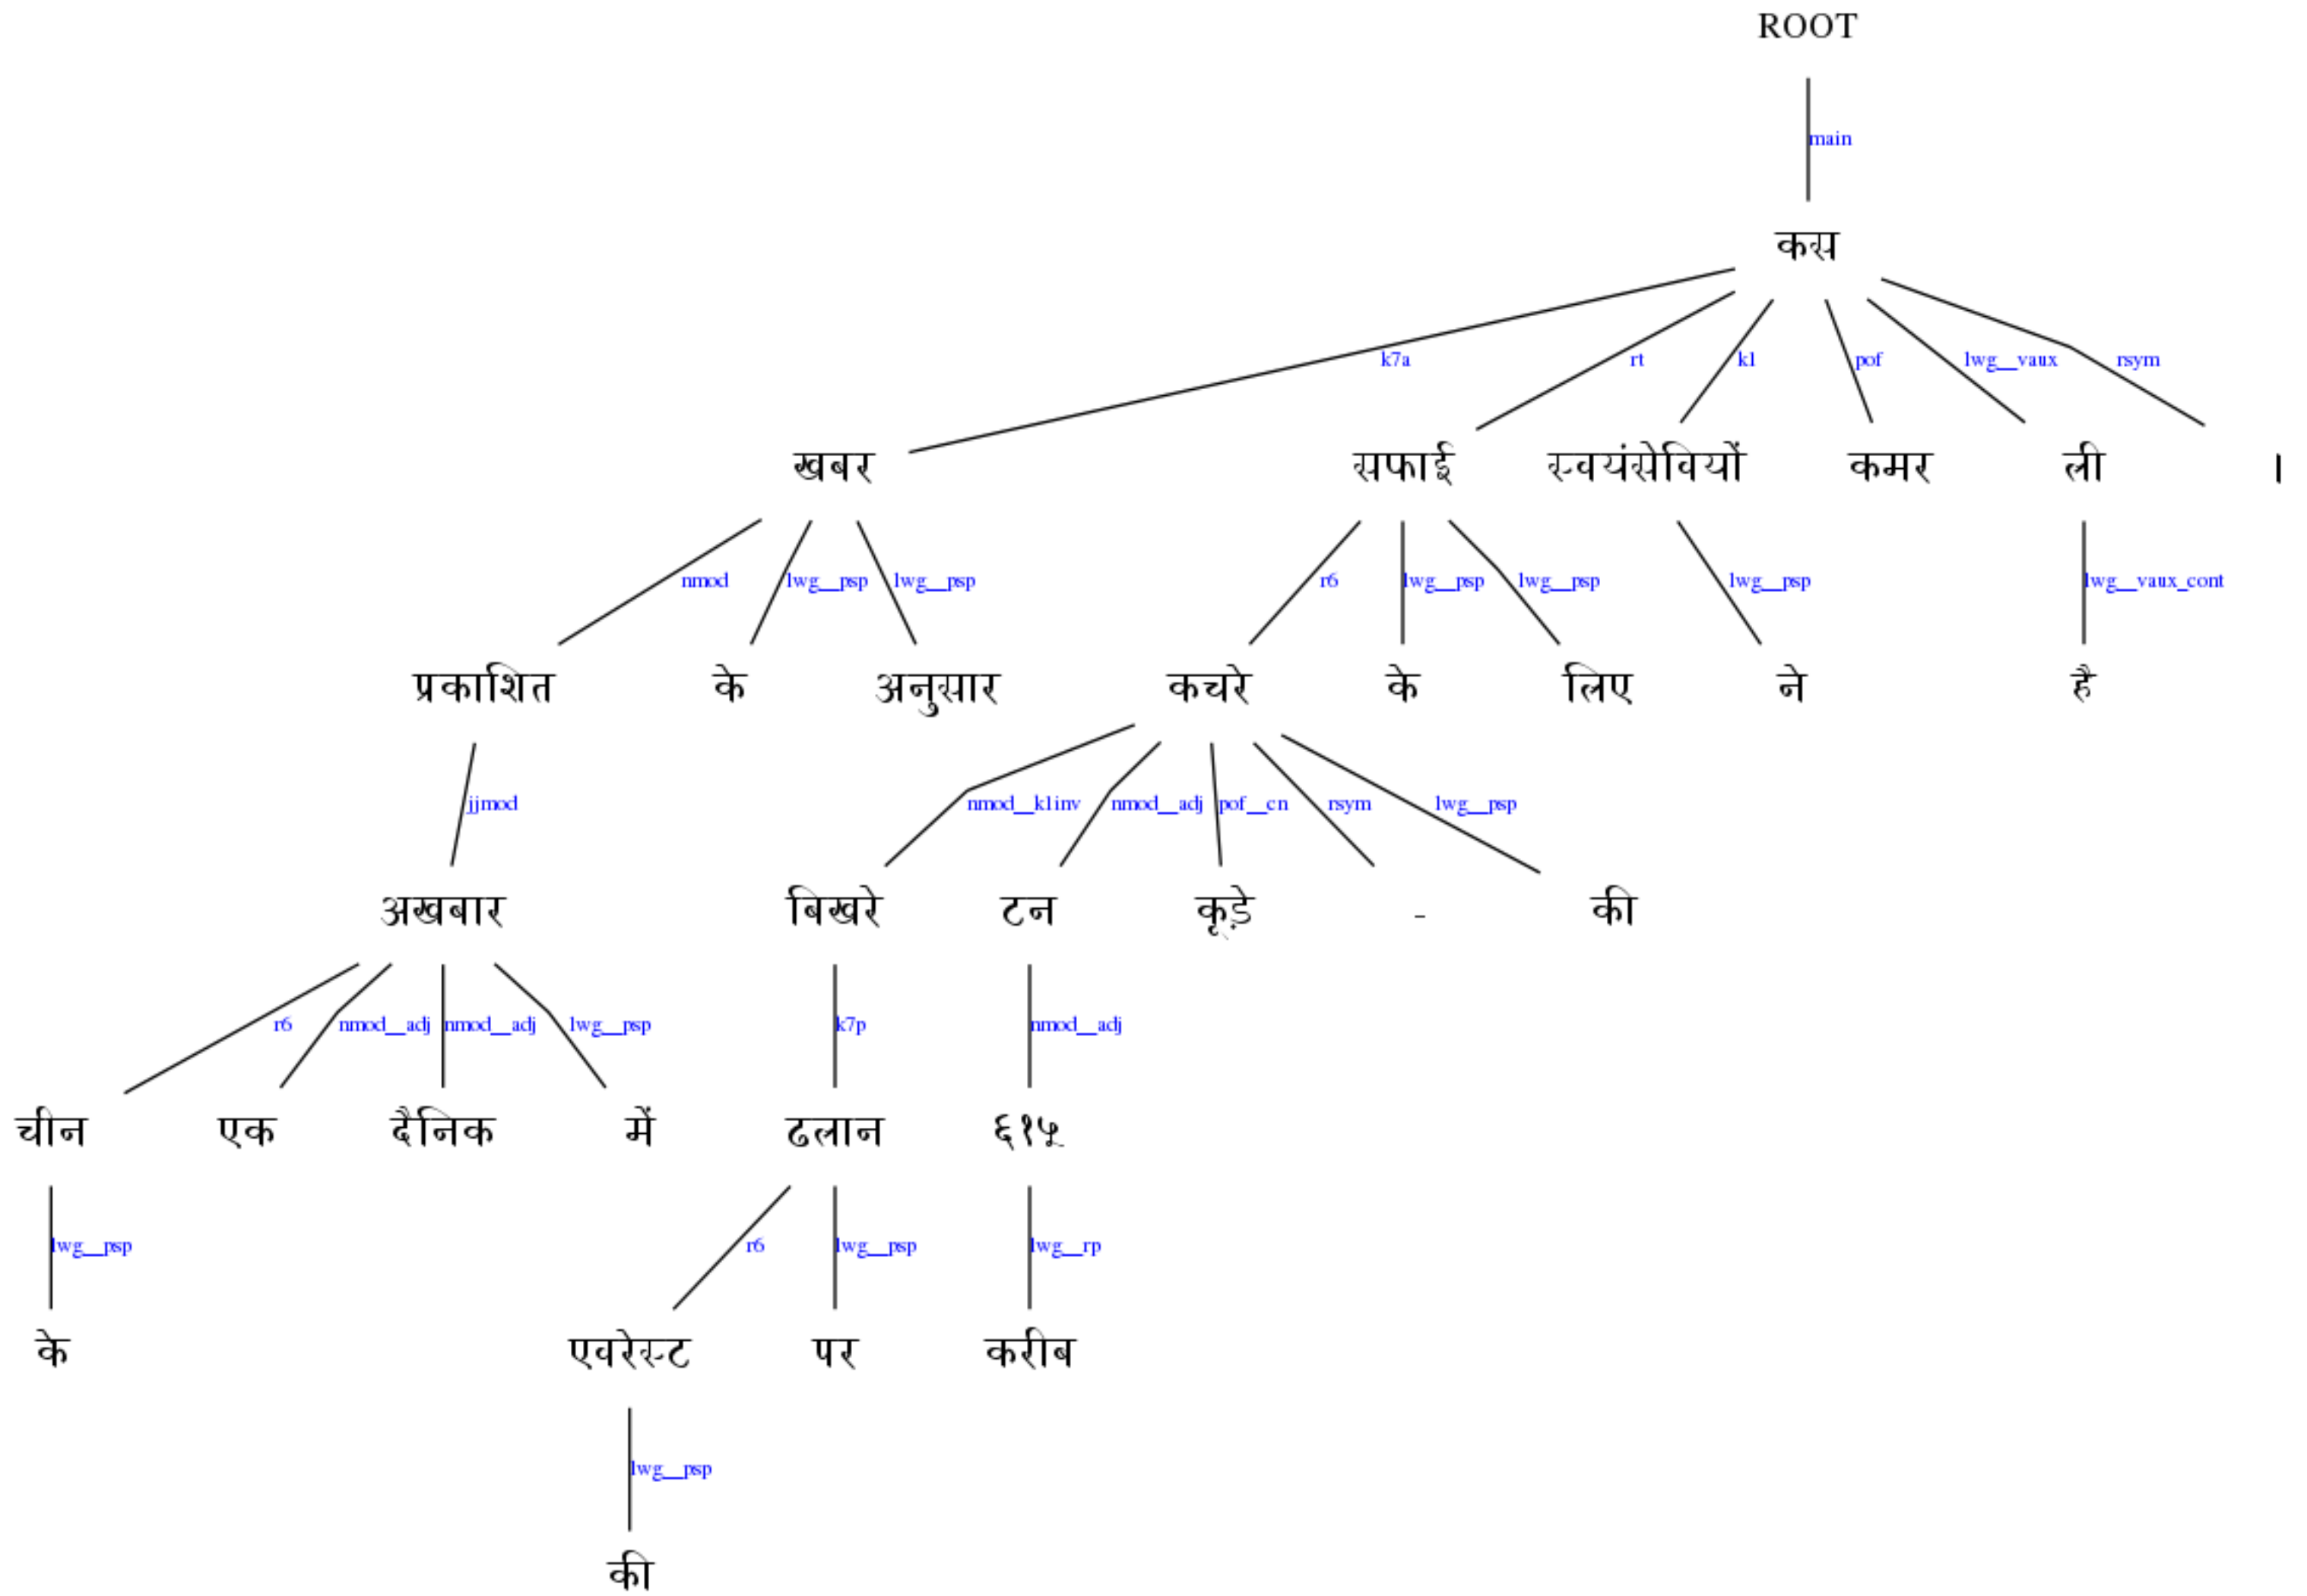 ROOT
main
कस
k7a rt k1 pof lwg__vaux rsym
खबर सफाई स्वयंसेवियों कमर ली ।
nmod lwg__psp lwg__psp r6 lwg__psp lwg__psp lwg__psp lwg__vaux_cont
प्रकाशित के अनुसार कचरे के लिए ने है
jjmod nmod__k1inv nmod__adj pof__cn rsym lwg__psp
अखबार बिखरे टन कूड़े - की
r6 nmod__adj nmod__adj lwg__psp k7p nmod__adj
चीन एक दैनिक में ढलान ६१५
lwg__psp r6 lwg__psp lwg__rp
के एवरेस्ट पर करीब
lwg__psp
की